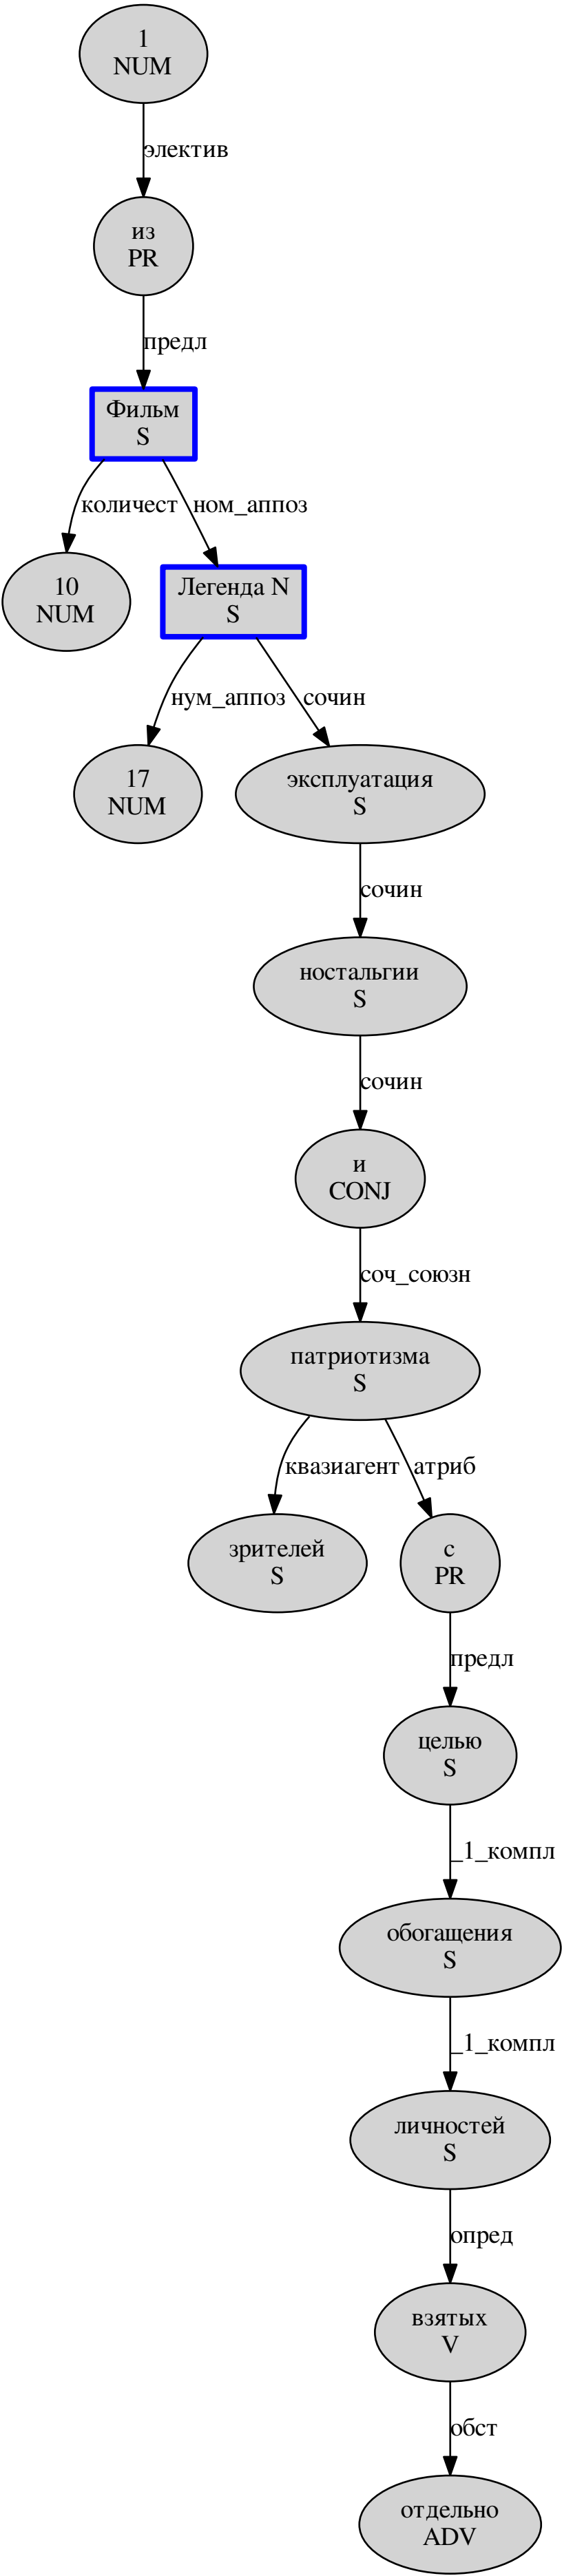 1
NUM
электив
из
PR
предл
Фильм
S
количест
ном_аппоз
10
NUM
Легенда N
S
нум_аппоз
сочин
17
NUM
эксплуатация
S
сочин
ностальгии
S
сочин
и
CONJ
соч_союзн
патриотизма
S
квазиагент
атриб
зрителей
S
с
PR
предл
целью
S
_1_компл
обогащения
S
_1_компл
личностей
S
опред
взятых
V
обст
отдельно
ADV